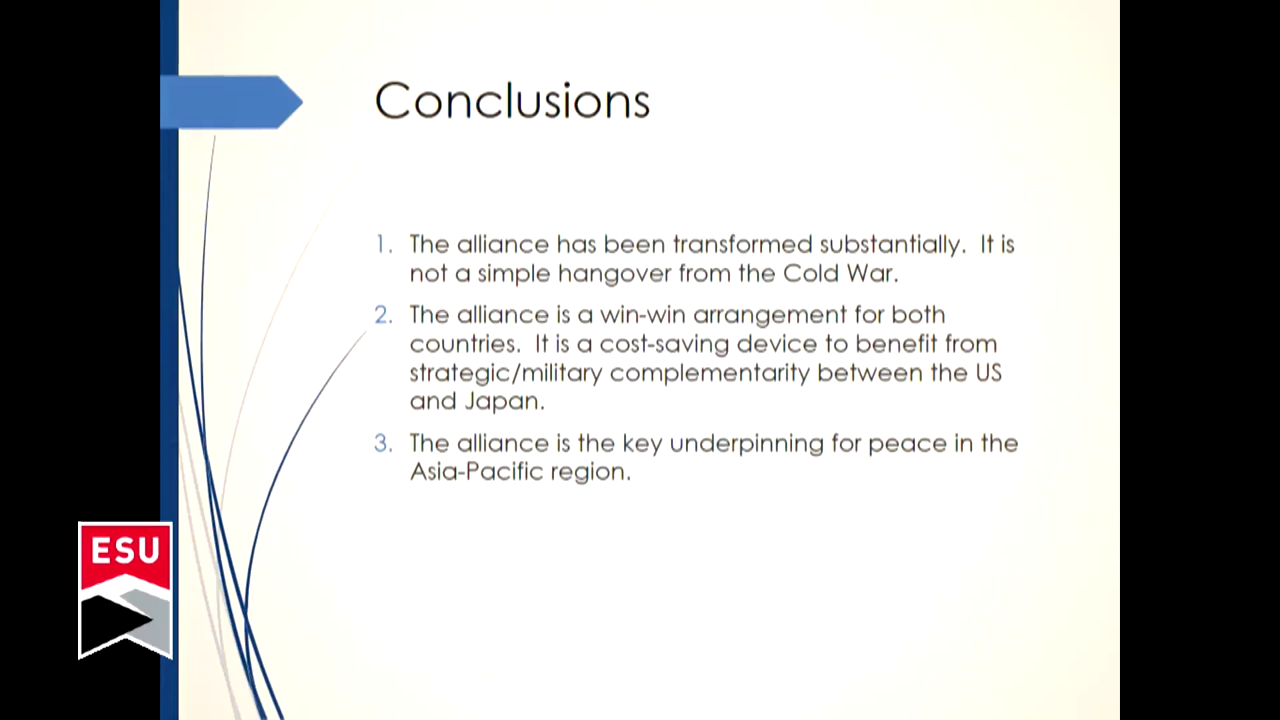 Conclusions
1. The alliance has been transformed substantially. It is
not a simple hangover from the Cold War.
2. The alliance is a win-win arrangement for both
countries. It is a cost-saving device to benefit from
strategic/military complementarity between the US
and Japan.
3. The alliance is the key underpinning for peace in the
Asia-Pacific region.
ESU